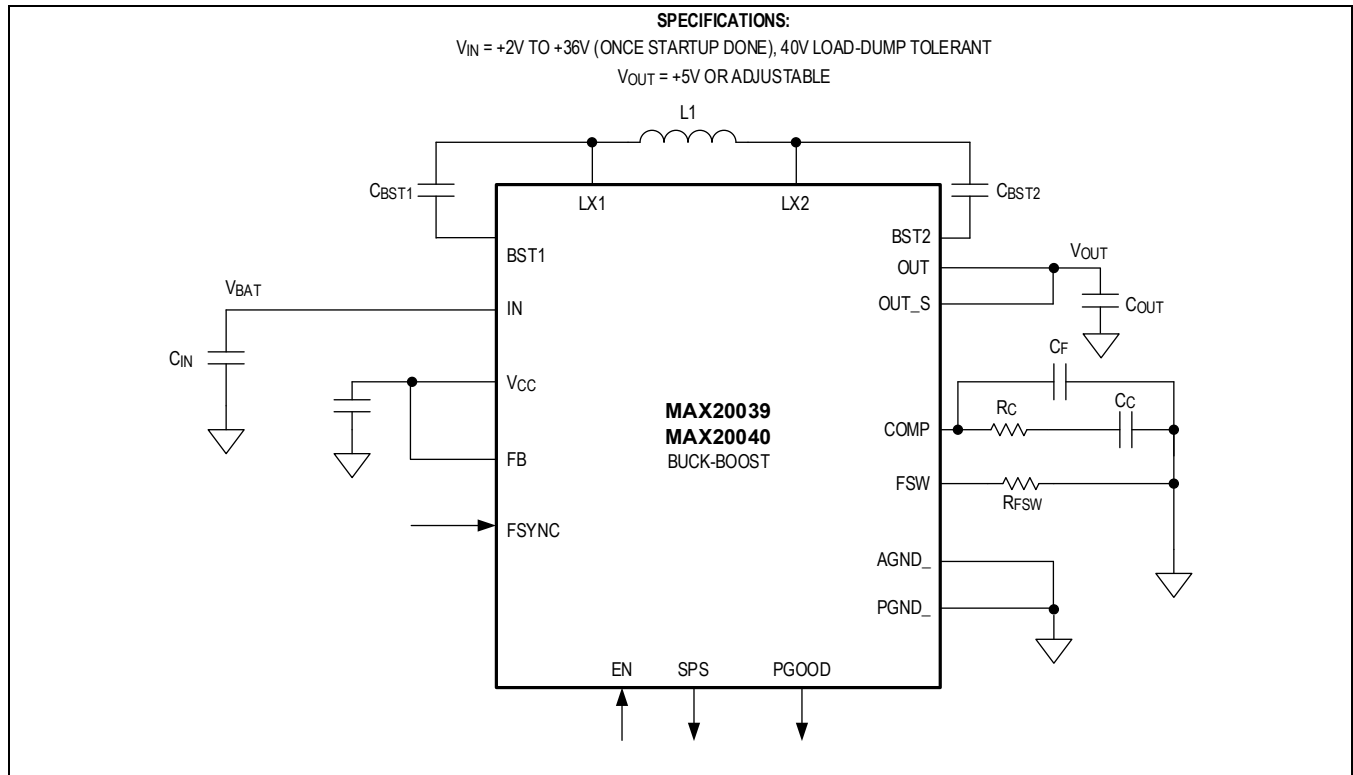 SPECIFICATIONS:
VIN = +2V TO +36V (ONCE STARTUP DONE), 40V LOAD-DUMP TOLERANT
VOUT = +5V OR ADJUSTABLE
L1
CBST1
CBST2
LX1
LX2
BST1
BST2
VBAT
IN
OUT
VOUT
OUT_S
COUT
CIN
VCC
CF
MAX20039
MAX20040
BUCK-BOOST
COMP
RC
CC
FB
FSW
RFSW
FSYNC
AGND_
PGND_
EN
SPS
PGOOD